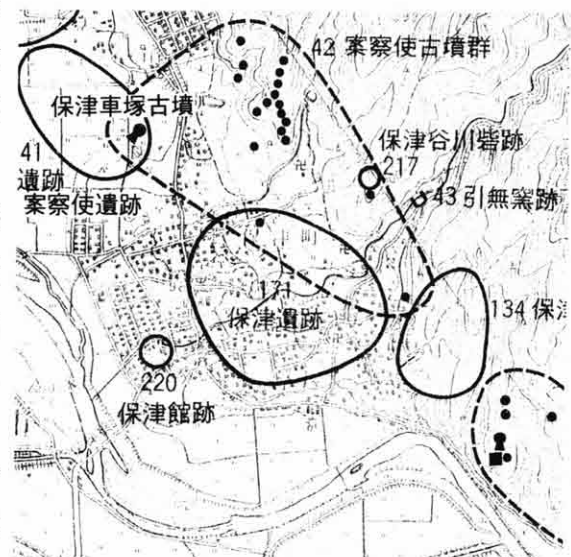 42 案察使古墳群
保津車塚古墳
保津谷川砦跡
217
41
遺跡
案察使遺跡
43 引無窯跡
171
保津遺跡
134 保津
220
保津館跡